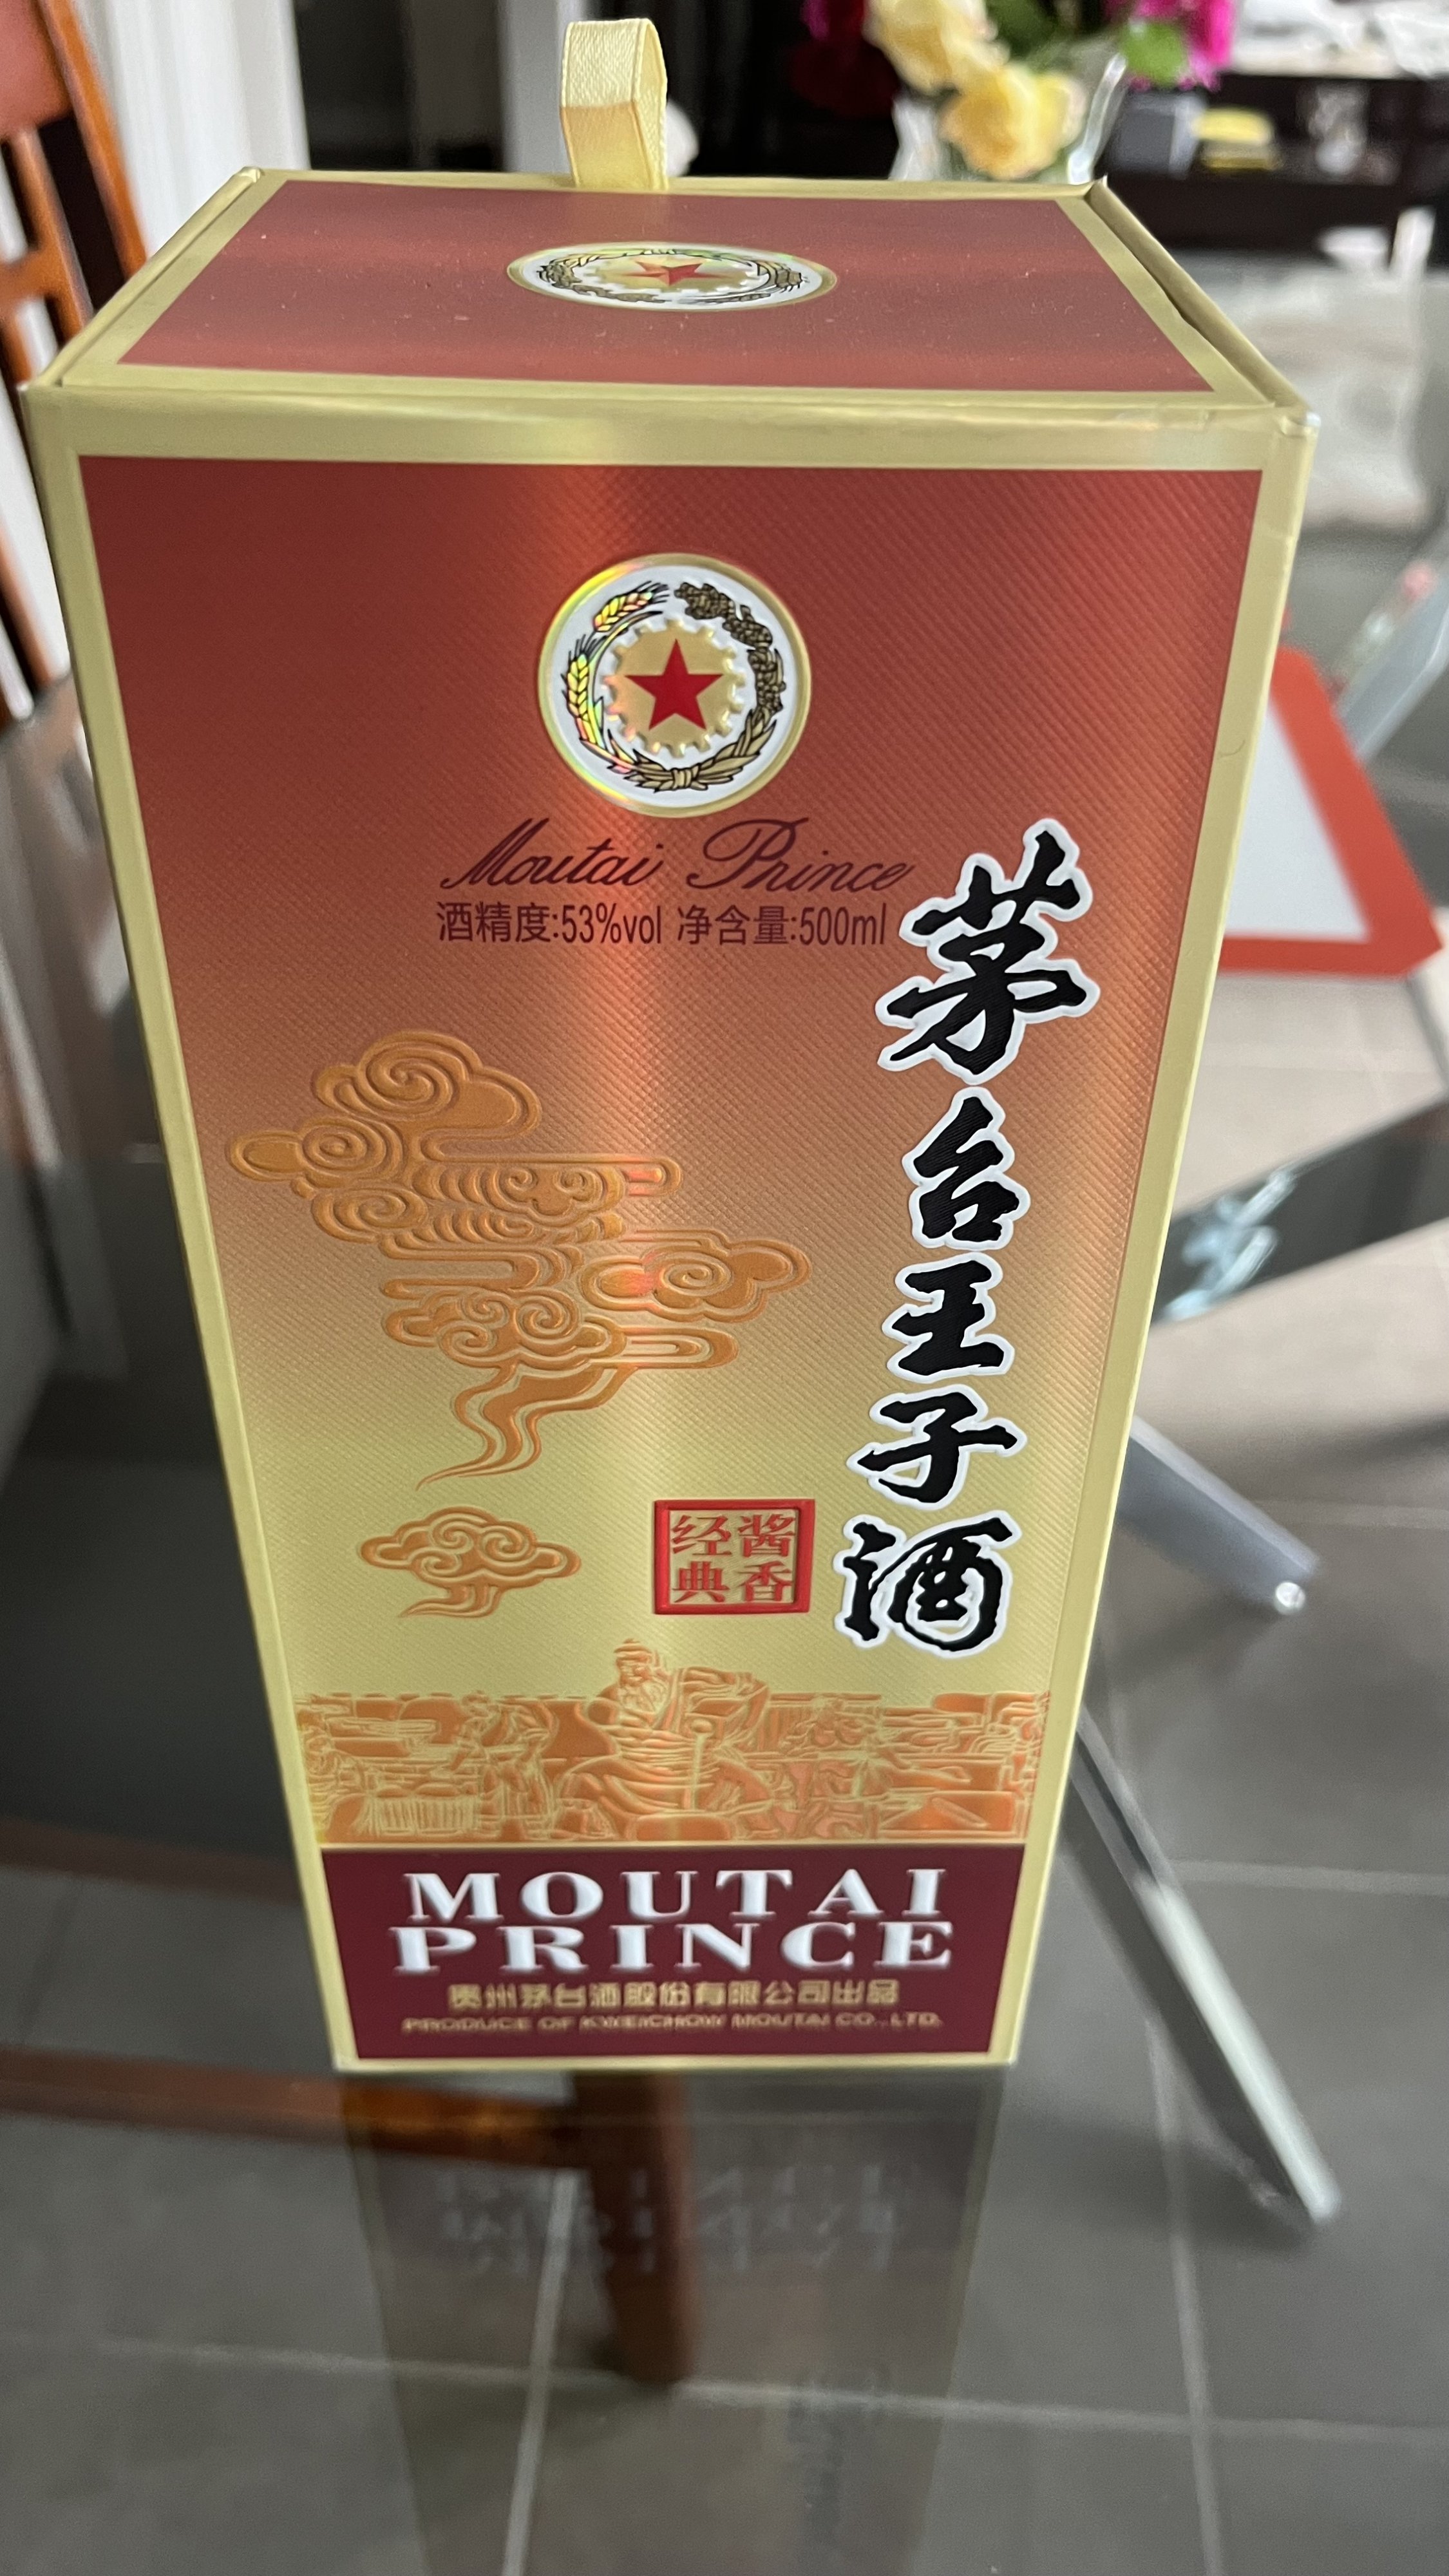 Moutai Prince
酒精度:53%vol 净含量:500ml
茅台王子酒
酱香
经典
MOUTAI
PRINCE
贵州茅台酒股份有限公司出品
PRODUCE OF KWEICHOW MOUTAI CO., LTD.